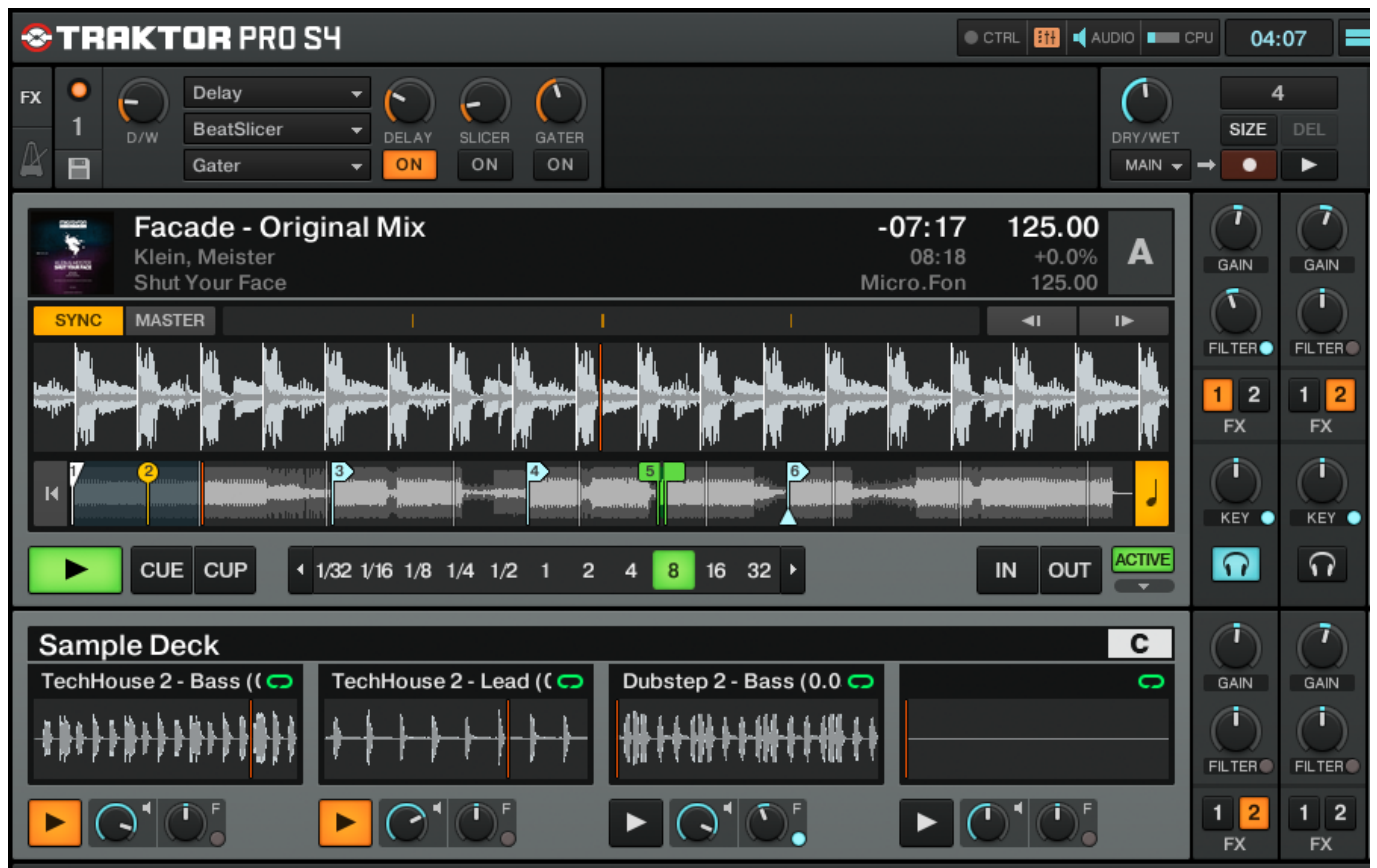 TRAKTOR PRO S4
CTRL AUDIO CPU 04:07
FX 1 D/W Delay BeatSlicer Gater
DELAY SLICER GATER
ON ON ON
DRY/WET 4
SIZE DEL
MAIN
Facade - Original Mix -07:17 125.00 A
Klein, Meister 08:18 +0.0%
Shut Your Face Micro.Fon 125.00
SYNC MASTER
1 2 3 4 5 6
CUE CUP 1/32 1/16 1/8 1/4 1/2 1 2 4 8 16 32 IN OUT ACTIVE
GAIN GAIN
FILTER FILTER
1 2 1 2
FX FX
KEY KEY
Sample Deck C
TechHouse 2 - Bass (( TechHouse 2 - Lead (( Dubstep 2 - Bass (0.0
F F F F
GAIN GAIN
FILTER FILTER
1 2 1 2
FX FX